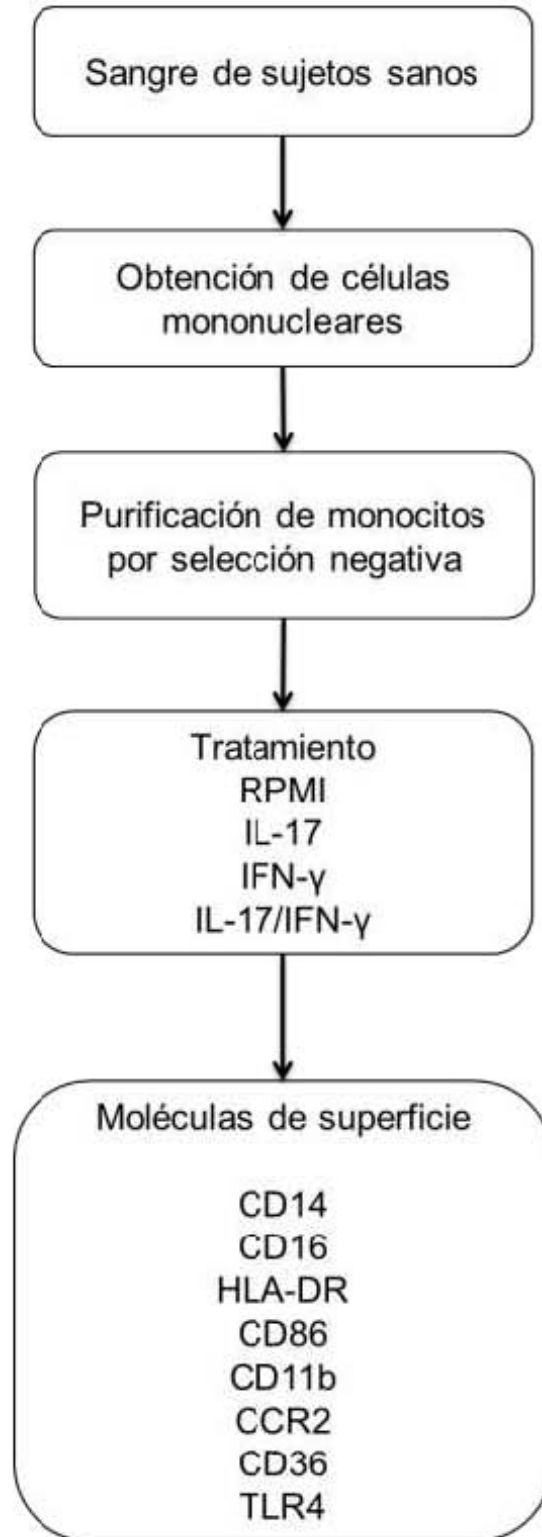 Sangre de sujetos sanos
Obtención de células
mononucleares
Purificación de monocitos
por selección negativa
Tratamiento
RPMI
IL-17
IFN-γ
IL-17/IFN-γ
Moléculas de superficie
CD14
CD16
HLA-DR
CD86
CD11b
CCR2
CD36
TLR4